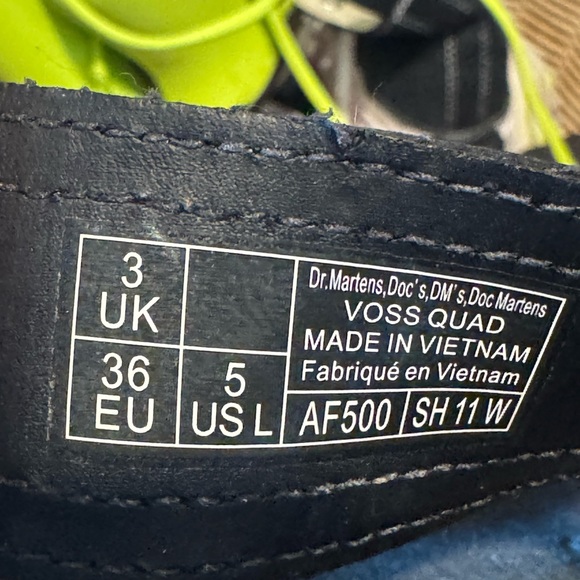 3
UK
36
EU
5
US L
Dr.Martens,Doc's,DM's,Doc Martens
VOSS QUAD
MADE IN VIETNAM
Fabriqué en Vietnam
AF500
SH 11 W